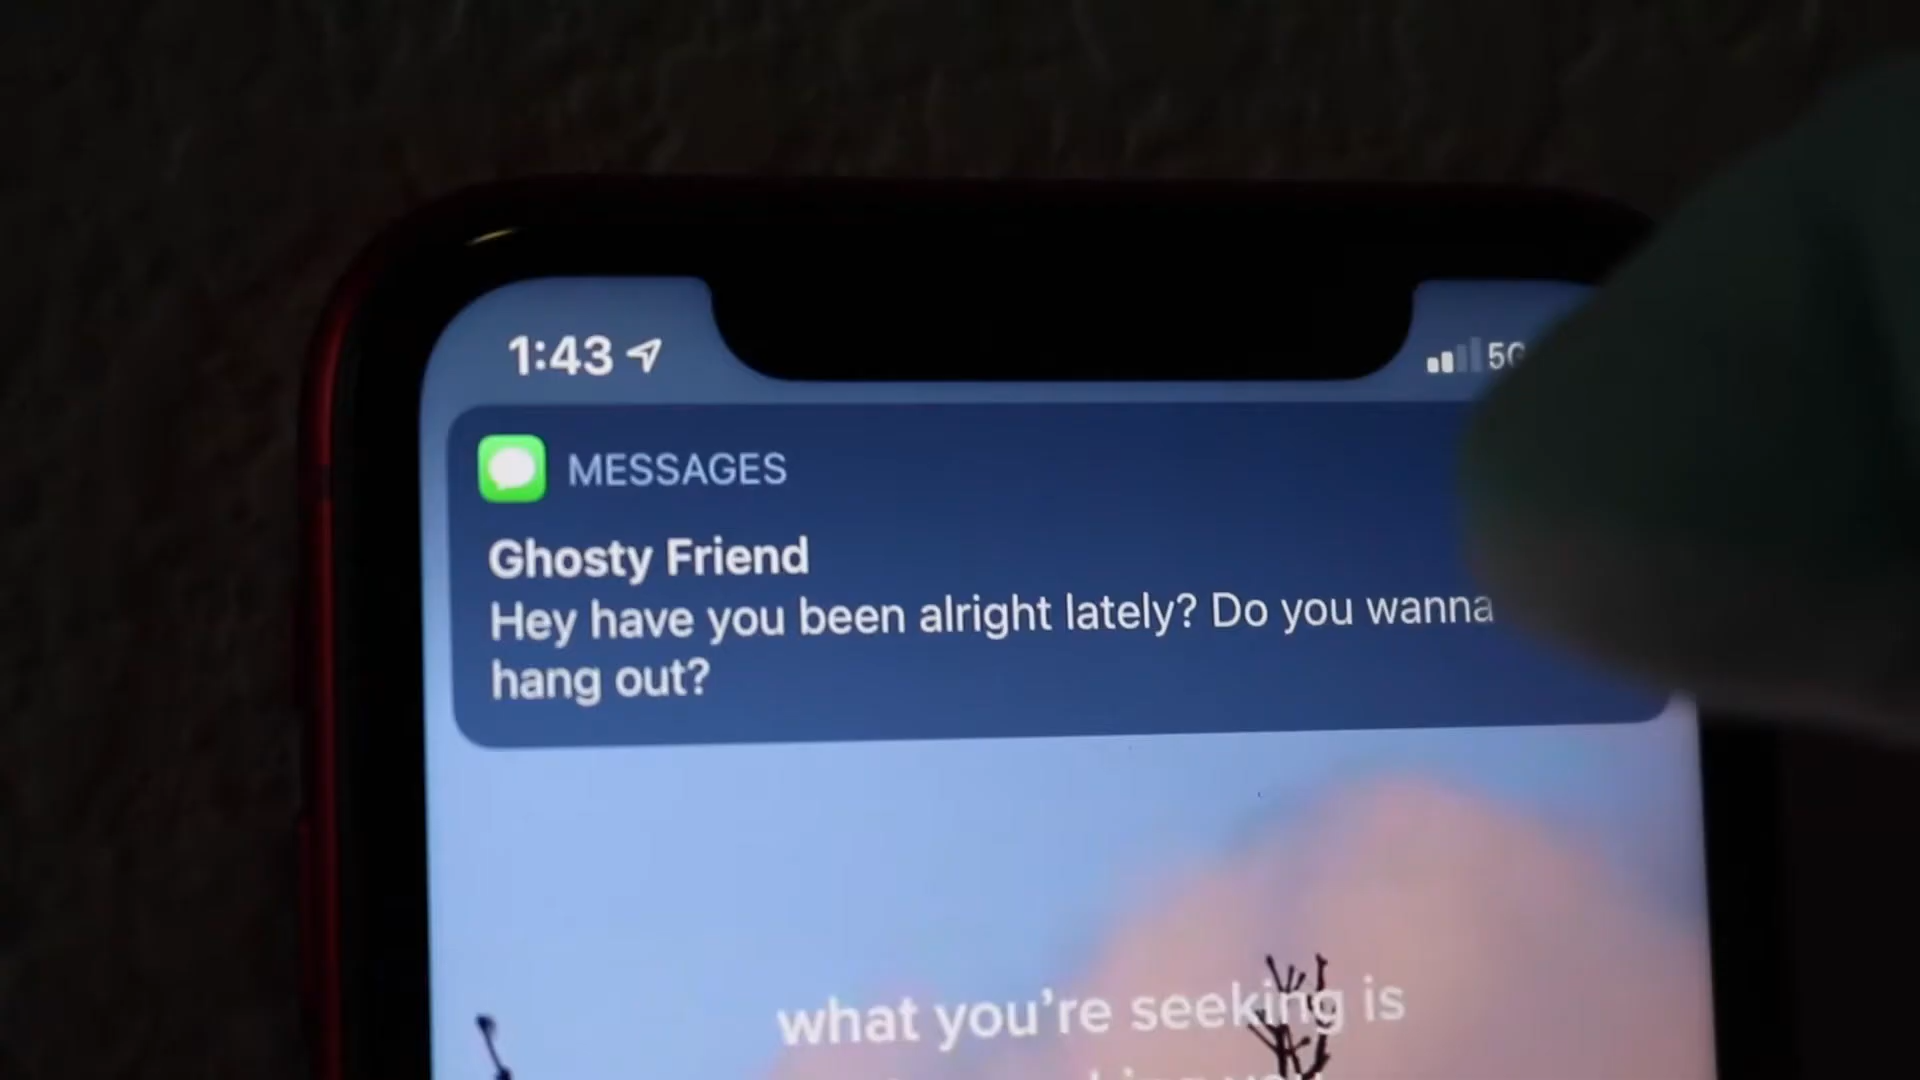 1:43
5G
MESSAGES
Ghosty Friend
Hey have you been alright lately? Do you wanna
hang out?
what you're seeking is